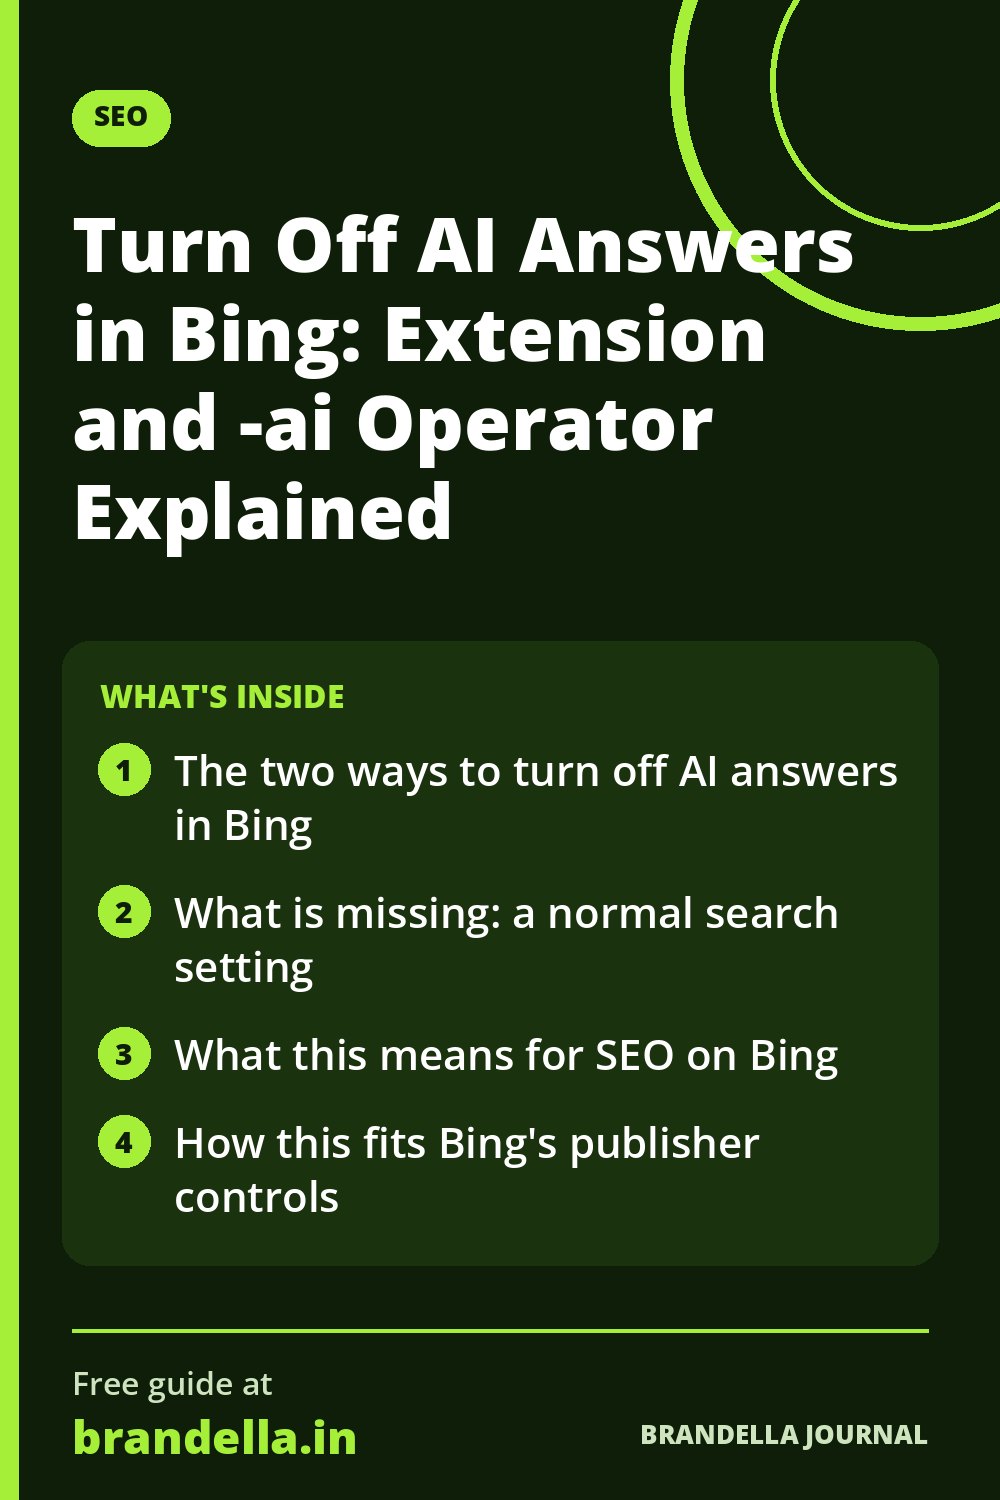 SEO
Turn Off AI Answers
in Bing: Extension
and -ai Operator
Explained
WHAT'S INSIDE
1 The two ways to turn off AI answers
in Bing
2 What is missing: a normal search
setting
3 What this means for SEO on Bing
4 How this fits Bing's publisher
controls
Free guide at
brandella.in
BRANDELLA JOURNAL